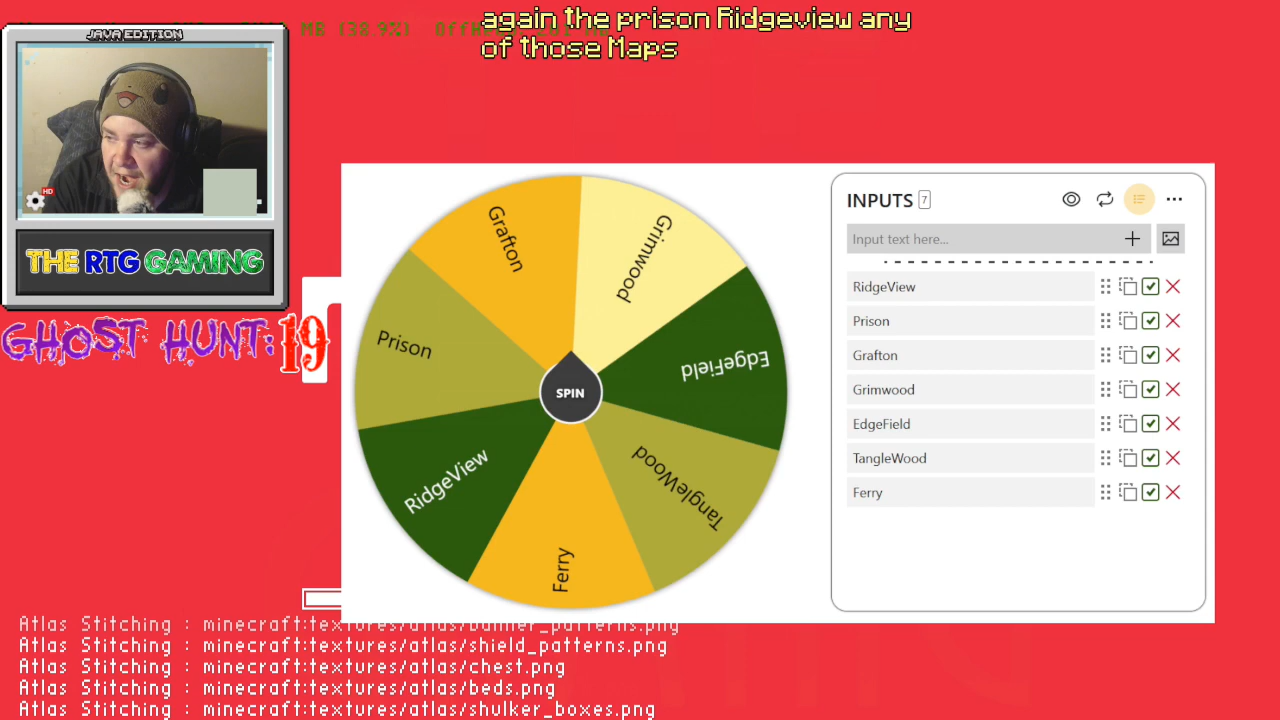 again the prison Ridgeview any
of those Maps
JAVA EDITION
HD
THE RTG GAMING
GHOST HUNT:19
Grafton
Grimwood
Prison
EdgeField
SPIN
RidgeView
TangleWood
Ferry
INPUTS 7
Input text here...
RidgeView
Prison
Grafton
Grimwood
EdgeField
TangleWood
Ferry
Atlas Stitching : minecraft:textures/atlas/banner_patterns.png
Atlas Stitching : minecraft:textures/atlas/shield_patterns.png
Atlas Stitching : minecraft:textures/atlas/chest.png
Atlas Stitching : minecraft:textures/atlas/beds.png
Atlas Stitching : minecraft:textures/atlas/shulker_boxes.png